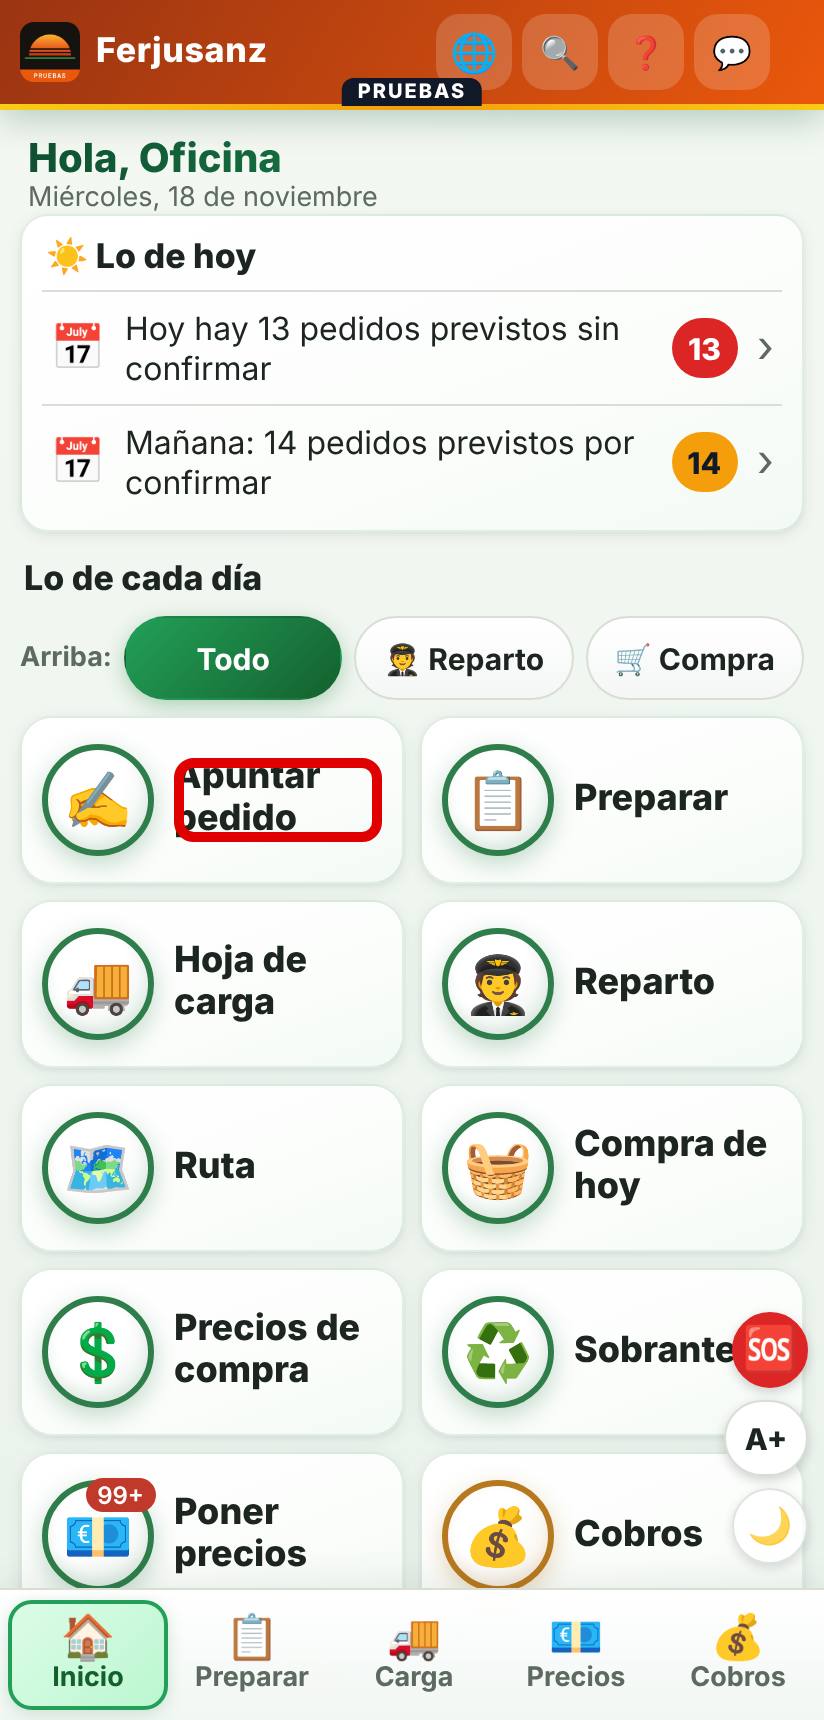 PRUEBAS
Ferjusanz
PRUEBAS
Hola, Oficina
Miércoles, 18 de noviembre
Lo de hoy
July
17
Hoy hay 13 pedidos previstos sin
confirmar
13
July
17
Mañana: 14 pedidos previstos por
confirmar
14
Lo de cada día
Arriba:
Todo
Reparto
Compra
Apuntar
pedido
Preparar
Hoja de
carga
Reparto
Ruta
Compra de
hoy
Precios de
compra
Sobrante
SOS
A+
99+
Poner
precios
Cobros
Inicio
Preparar
Carga
Precios
Cobros